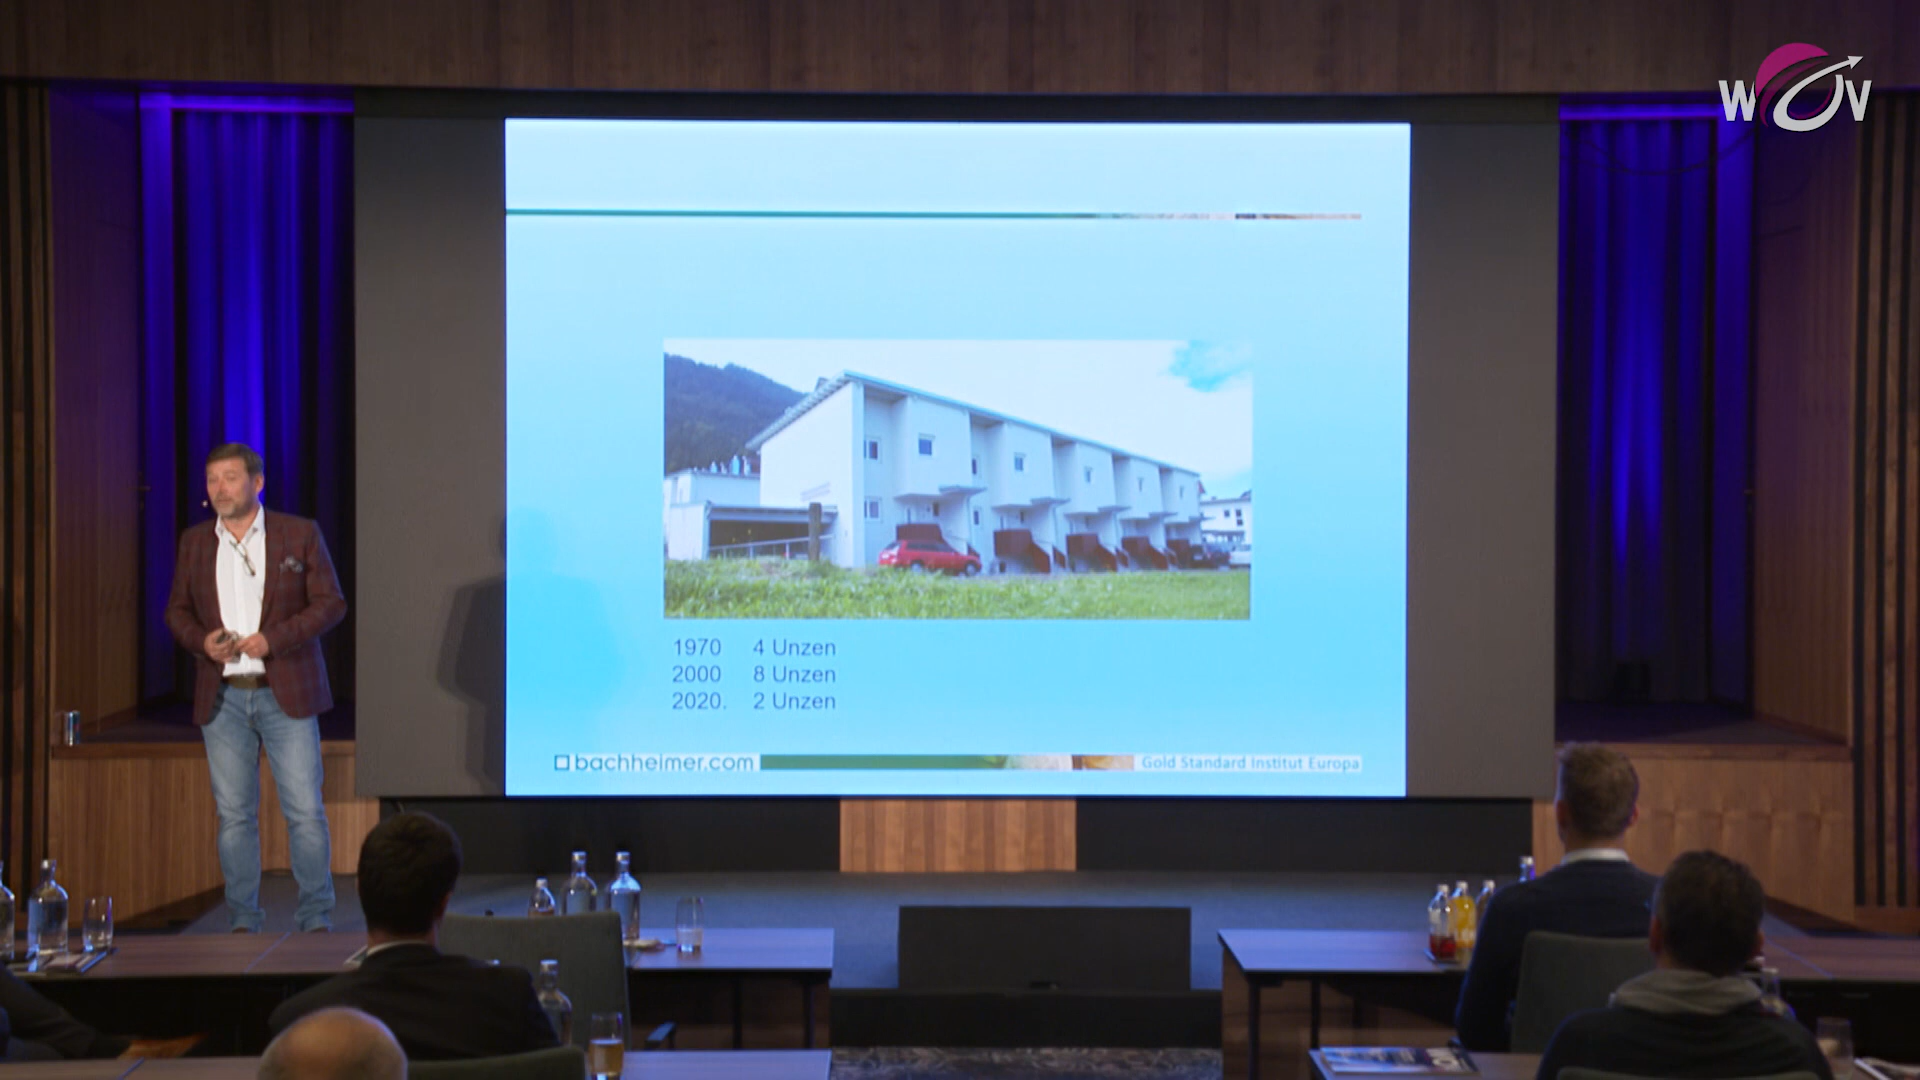 WOV
1970 4 Unzen
2000 8 Unzen
2020. 2 Unzen
bachheimer.com
Gold Standard Institut Europa